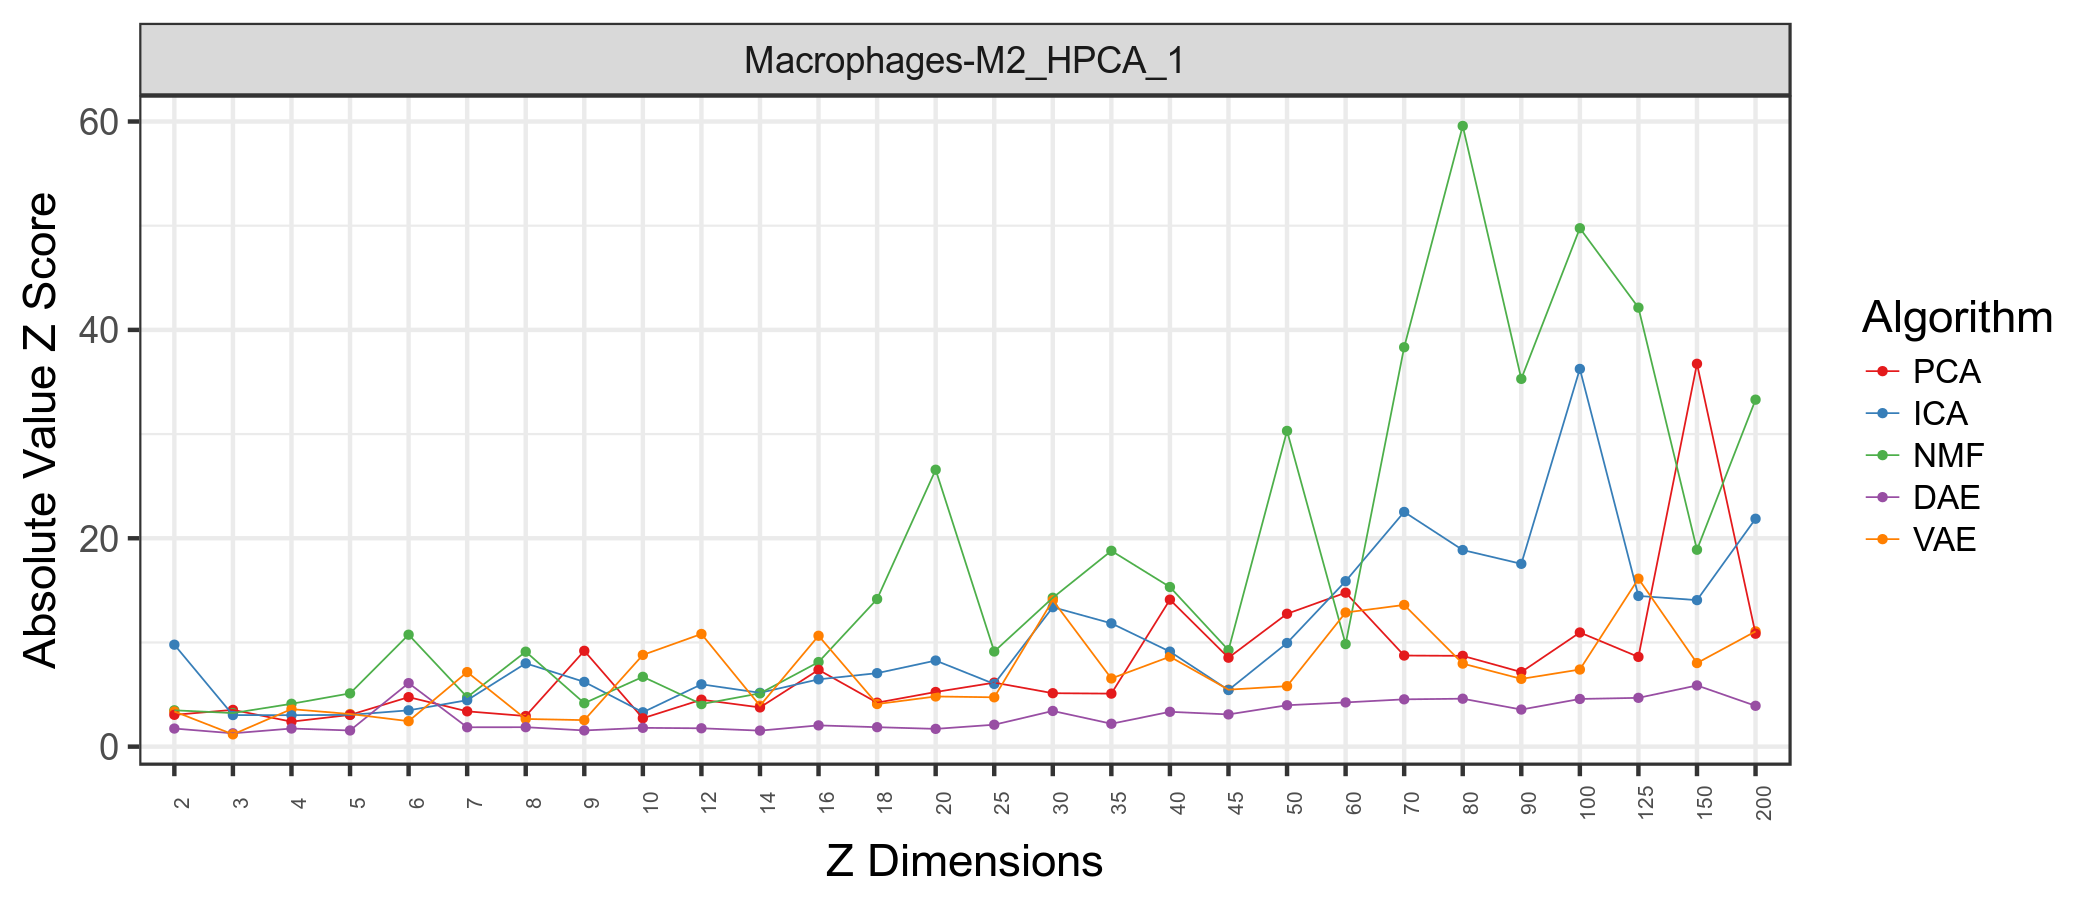 Macrophages-M2_HPCA_1
Absolute Value Z Score
60
40
20
0
2 3 4 5 6 7 8 9 10 12 14 16 18 20 25 30 35 40 45 50 60 70 80 90 100 125 150 200
Z Dimensions
Algorithm
PCA
ICA
NMF
DAE
VAE